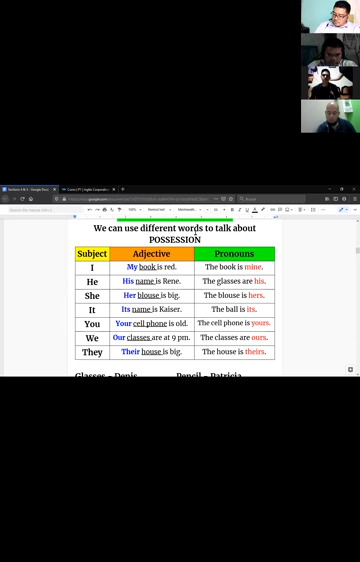 We can use different words to talk about
POSSESSION
Subject Adjective Pronouns
I My book is red. The book is mine.
He His name is Rene. The glasses are his.
She Her blouse is big. The blouse is hers.
It Its name is Kaiser. The ball is its.
You Your cell phone is old. The cell phone is yours.
We Our classes are at 9 pm. The classes are ours.
They Their house is big. The house is theirs.
Glasses - Denis Pencil - Patricia